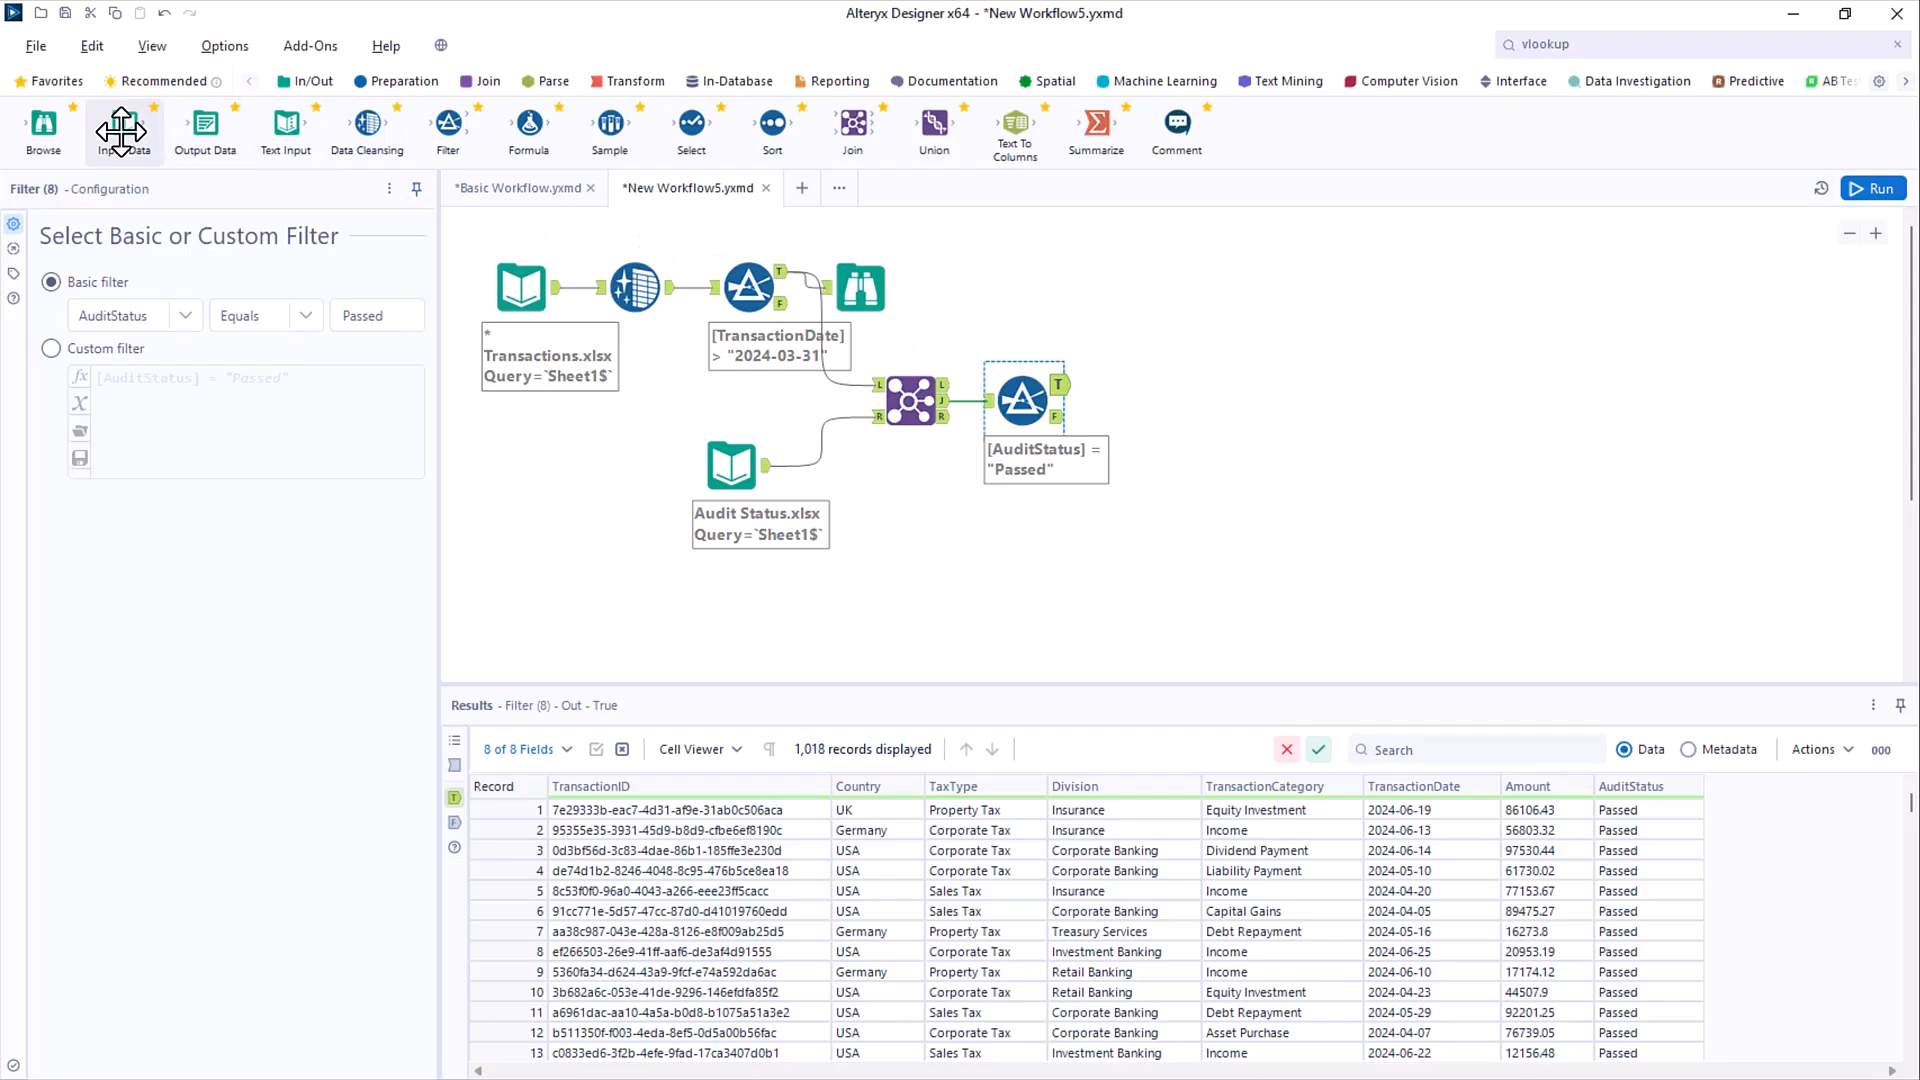 Alteryx Designer x64 - *New Workflow5.yxmd
File Edit View Options Add-Ons Help
vlookup
Favorites Recommended In/Out Preparation Join Parse Transform In-Database Reporting Documentation Spatial Machine Learning Text Mining Computer Vision Interface Data Investigation Predictive AB Tes
Browse Input Data Output Data Text Input Data Cleansing Filter Formula Sample Select Sort Join Union Text To Columns Summarize Comment
Filter (8) - Configuration
*Basic Workflow.yxmd *New Workflow5.yxmd
Run
Select Basic or Custom Filter
Basic filter
AuditStatus Equals Passed
Custom filter
[AuditStatus] = "Passed"
fx
X
T
F
*
Transactions.xlsx
Query=`Sheet1$`
[TransactionDate]
> "2024-03-31"
L L
J
R R
T
F
[AuditStatus] =
"Passed"
Audit Status.xlsx
Query=`Sheet1$`
Results - Filter (8) - Out - True
8 of 8 Fields Cell Viewer 1,018 records displayed Search Data Metadata Actions 000
T
F
Record TransactionID Country TaxType Division TransactionCategory TransactionDate Amount AuditStatus
1 7e29333b-eac7-4d31-af9e-31ab0c506aca UK Property Tax Insurance Equity Investment 2024-06-19 86106.43 Passed
2 95355e35-3931-45d9-b8d9-cfbe6ef8190c Germany Corporate Tax Insurance Income 2024-06-13 56803.32 Passed
3 0d3bf56d-3c83-4dae-86b1-185ffe3e230d USA Corporate Tax Corporate Banking Dividend Payment 2024-06-14 97530.44 Passed
4 de74d1b2-8246-4048-8c95-476b5ce8ea18 USA Corporate Tax Corporate Banking Liability Payment 2024-05-10 61730.02 Passed
5 8c53f0f0-96a0-4043-a266-eee23ff5cacc USA Sales Tax Insurance Income 2024-04-20 77153.67 Passed
6 91cc771e-5d57-47cc-87d0-d41019760edd USA Sales Tax Corporate Banking Capital Gains 2024-04-05 89475.27 Passed
7 aa38c987-043e-428a-8126-e8f009ab25d5 Germany Property Tax Treasury Services Debt Repayment 2024-05-16 16273.8 Passed
8 ef266503-26e9-41ff-aaf6-de3af4d91555 USA Corporate Tax Investment Banking Income 2024-06-25 20953.19 Passed
9 5360fa34-d624-43a9-9fcf-e74a592da6ac Germany Property Tax Retail Banking Income 2024-06-10 17174.12 Passed
10 3b682a6c-053e-41de-9296-146efdfa85f2 USA Corporate Tax Retail Banking Equity Investment 2024-04-23 44507.9 Passed
11 a6961dac-aa10-4a5a-b0d8-b1075a51a3e2 USA Sales Tax Corporate Banking Debt Repayment 2024-05-29 92201.25 Passed
12 b511350f-f003-4eda-8ef5-0d5a00b56fac USA Corporate Tax Corporate Banking Asset Purchase 2024-04-07 76739.05 Passed
13 c0833ed6-3f2b-4efe-9fad-17ca3407d0b1 USA Sales Tax Investment Banking Income 2024-06-22 12156.48 Passed